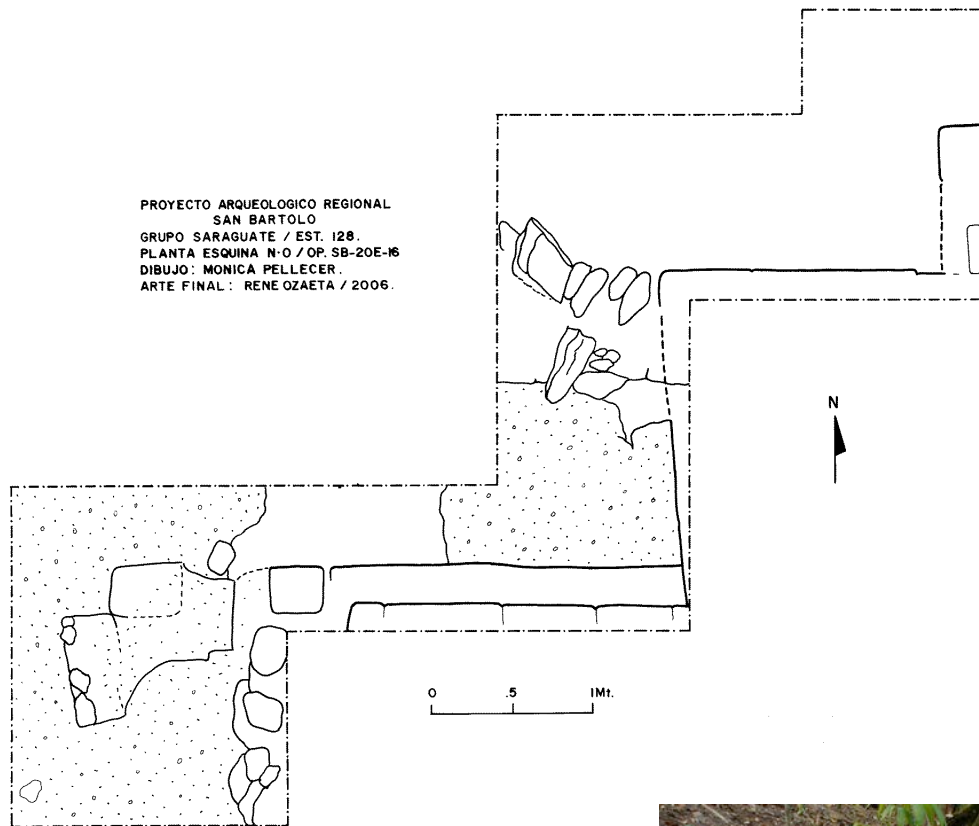 PROYECTO ARQUEOLOGICO REGIONAL
SAN BARTOLO
GRUPO SARAGUATE / EST. 128.
PLANTA ESQUINA N·O / OP. SB-20E-16
DIBUJO: MONICA PELLECER.
ARTE FINAL: RENE OZAETA / 2006.
N
0 .5 1Mt.